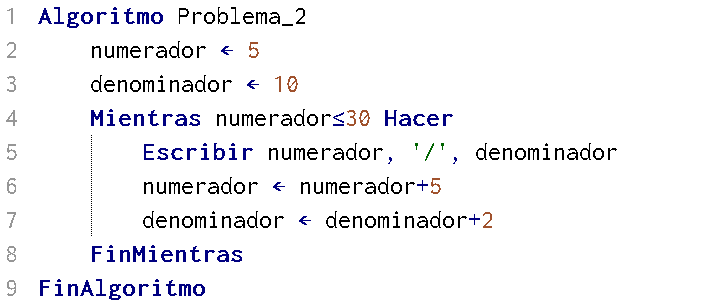 1 Algoritmo Problema_2
2 numerador ← 5
3 denominador ← 10
4 Mientras numerador≤30 Hacer
5 Escribir numerador, '/', denominador
6 numerador ← numerador+5
7 denominador ← denominador+2
8 FinMientras
9 FinAlgoritmo